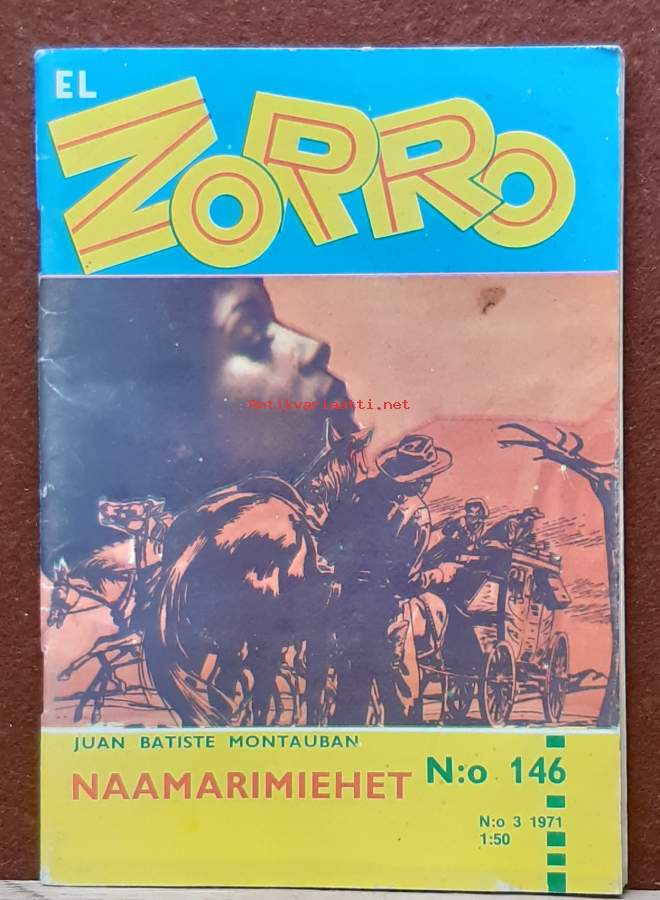 EL
ZORRO
Antikvariaatti.net
JUAN BATISTE MONTAUBAN
NAAMARIMIEHET
N:o 146
N:o 3 1971
1:50